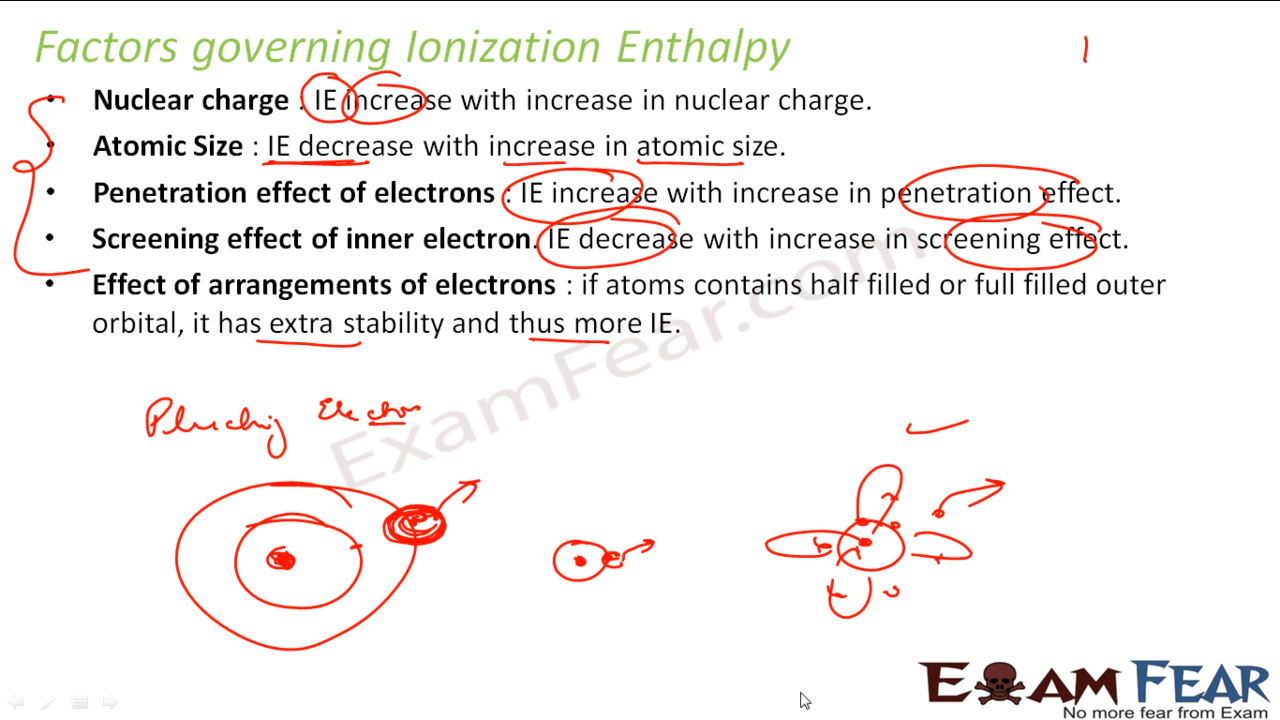 Factors governing Ionization Enthalpy
• Nuclear charge : IE increase with increase in nuclear charge.
• Atomic Size : IE decrease with increase in atomic size.
• Penetration effect of electrons : IE increase with increase in penetration effect.
• Screening effect of inner electron. IE decrease with increase in screening effect.
• Effect of arrangements of electrons : if atoms contains half filled or full filled outer
orbital, it has extra stability and thus more IE.
ExamFear.com
EXAM FEAR
No more fear from Exam